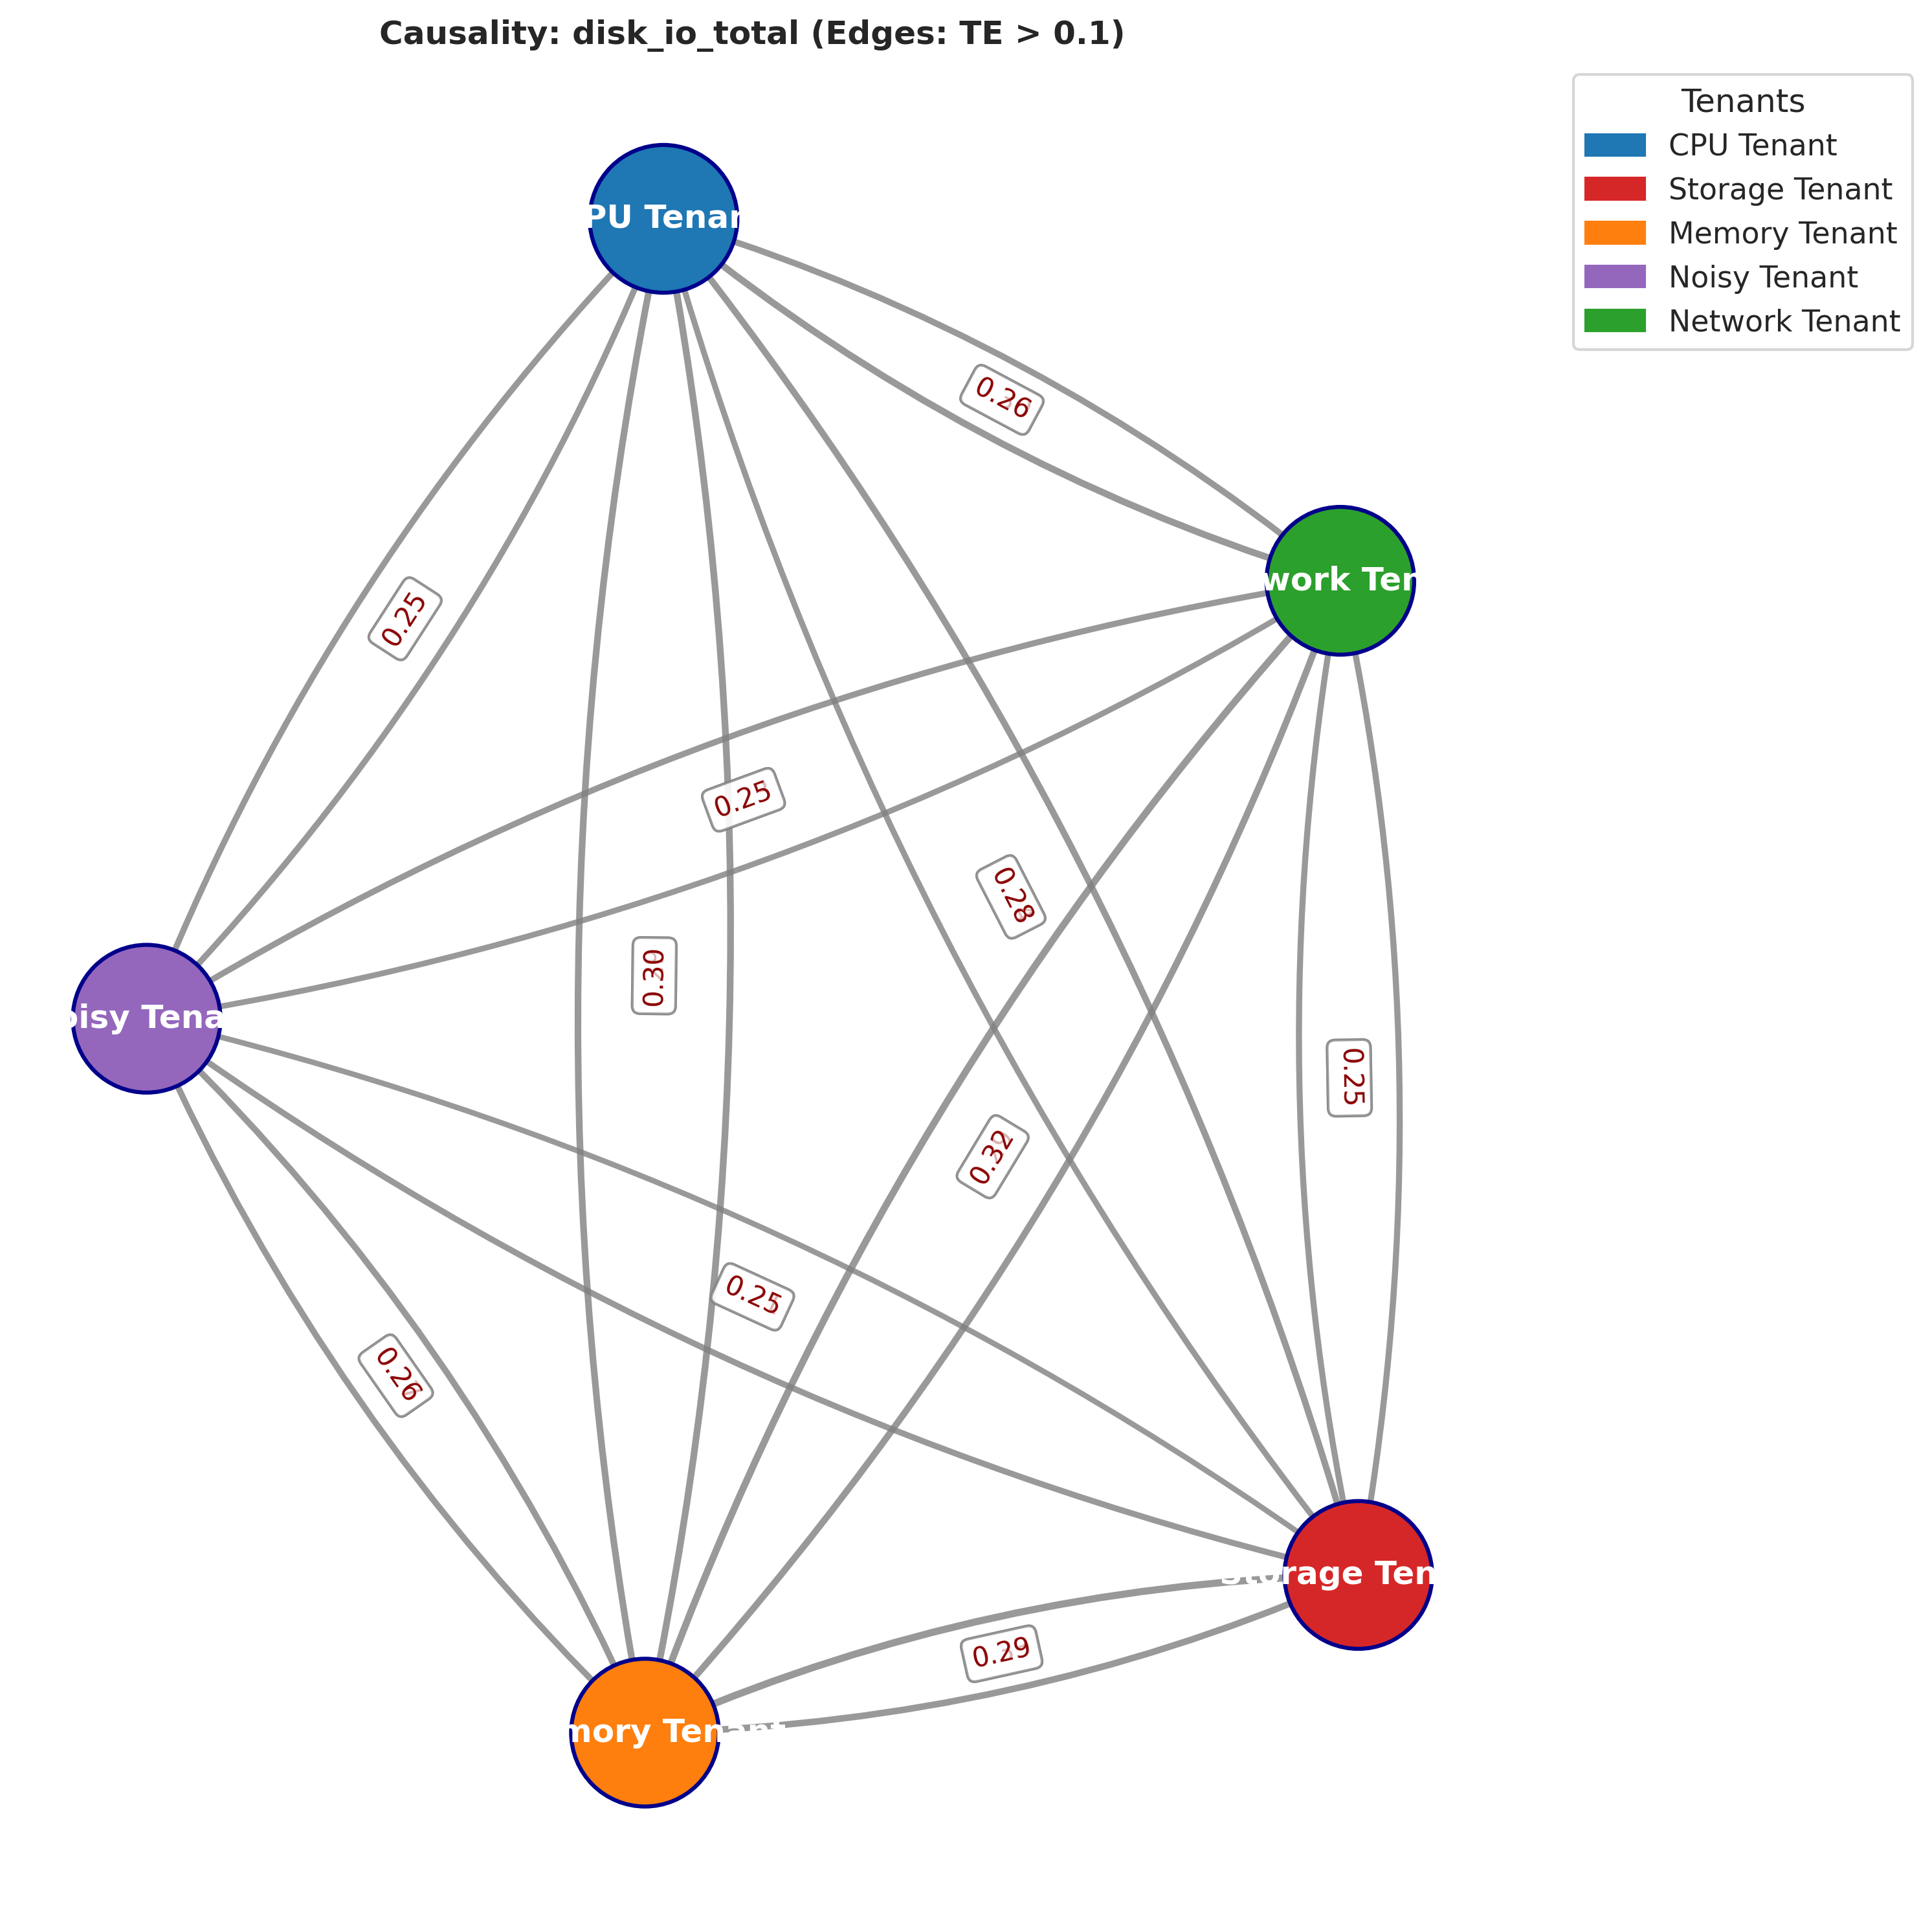 Causality: disk_io_total (Edges: TE > 0.1)
Tenants
CPU Tenant
Storage Tenant
Memory Tenant
Noisy Tenant
Network Tenant
PU Tenan
0.26
work Ten
0.25
0.25
0.28
0.30
oisy Tena
0.25
0.32
0.25
0.26
Storage Ten
0.29
mory Tenant